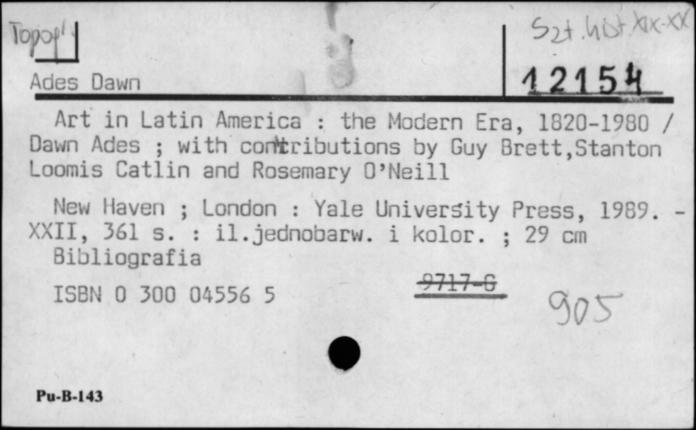 Topogr.
Szt. hist. XIX-XX
Ades Dawn
12154
Art in Latin America : the Modern Era, 1820-1980 /
Dawn Ades ; with contributions by Guy Brett,Stanton
Loomis Catlin and Rosemary O'Neill
New Haven ; London : Yale University Press, 1989. -
XXII, 361 s. : il.jednobarw. i kolor. ; 29 cm
Bibliografia
ISBN 0 300 04556 5
9717-G
905
Pu-B-143